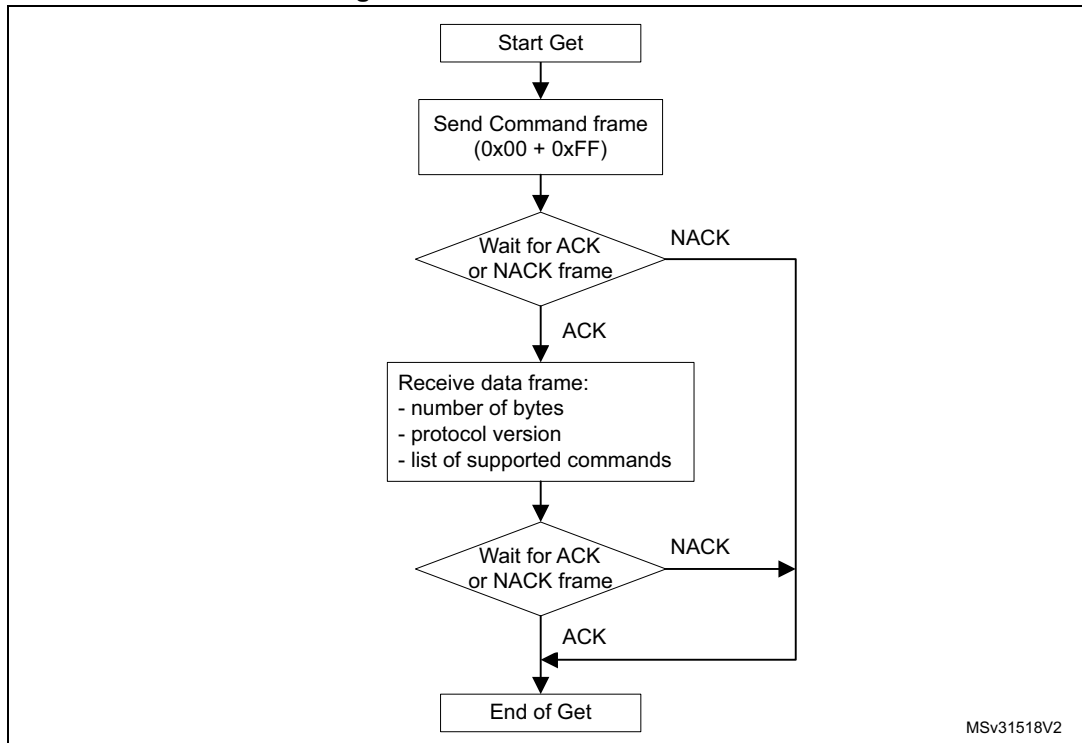 Start Get
Send Command frame
(0x00 + 0xFF)
Wait for ACK
or NACK frame
NACK
ACK
Receive data frame:
- number of bytes
- protocol version
- list of supported commands
Wait for ACK
or NACK frame
NACK
ACK
End of Get
MSv31518V2